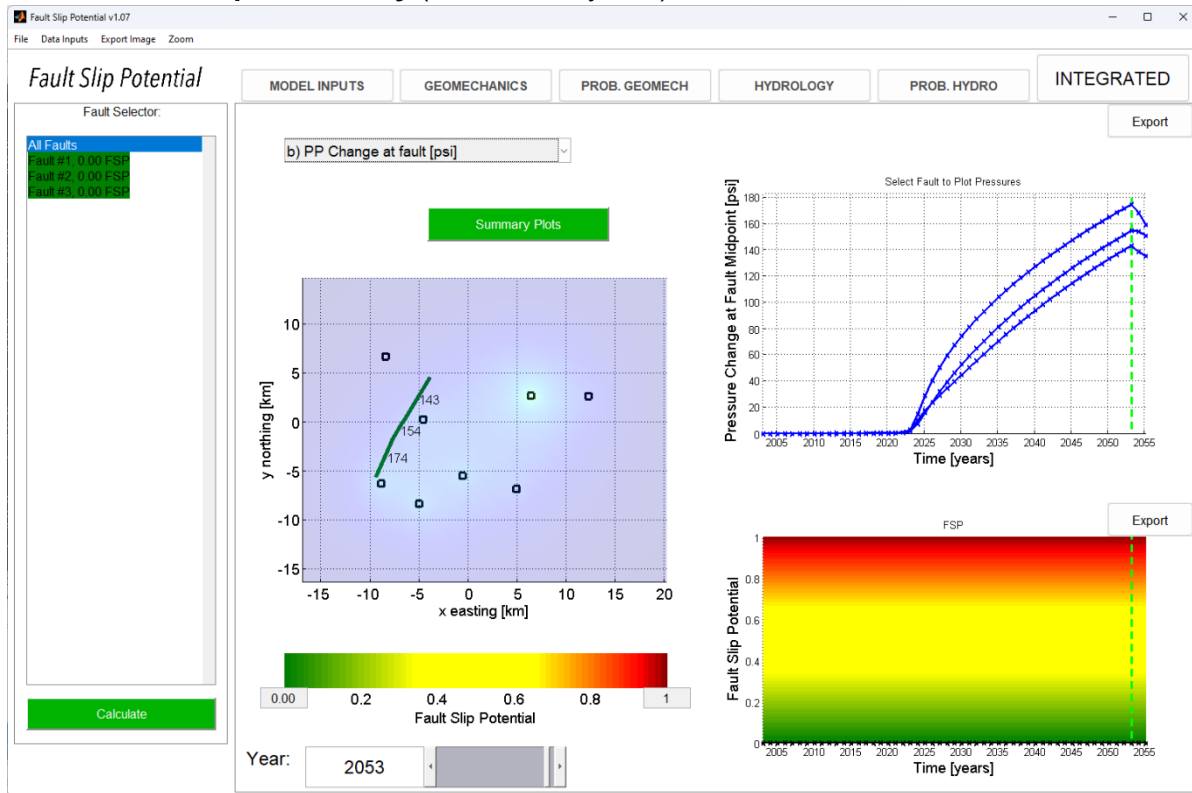 Fault Slip Potential v1.07
File Data Inputs Export Image Zoom
Fault Slip Potential
MODEL INPUTS GEOMECHANICS PROB. GEOMECH HYDROLOGY PROB. HYDRO INTEGRATED
Fault Selector:
All Faults
Fault #1, 0.00 FSP
Fault #2, 0.00 FSP
Fault #3, 0.00 FSP
Calculate
Export
b) PP Change at fault [psi]
Summary Plots
y northing [km]
10
5
0
-5
-10
-15
143
154
174
-15 -10 -5 0 5 10 15 20
x easting [km]
0.00 0.2 0.4 0.6 0.8 1
Fault Slip Potential
Year: 2053
Select Fault to Plot Pressures
Pressure Change at Fault Midpoint [psi]
180
160
140
120
100
80
60
40
20
0
2005 2010 2015 2020 2025 2030 2035 2040 2045 2050 2055
Time [years]
Export
FSP
Fault Slip Potential
1
0.8
0.6
0.4
0.2
0
2005 2010 2015 2020 2025 2030 2035 2040 2045 2050 2055
Time [years]